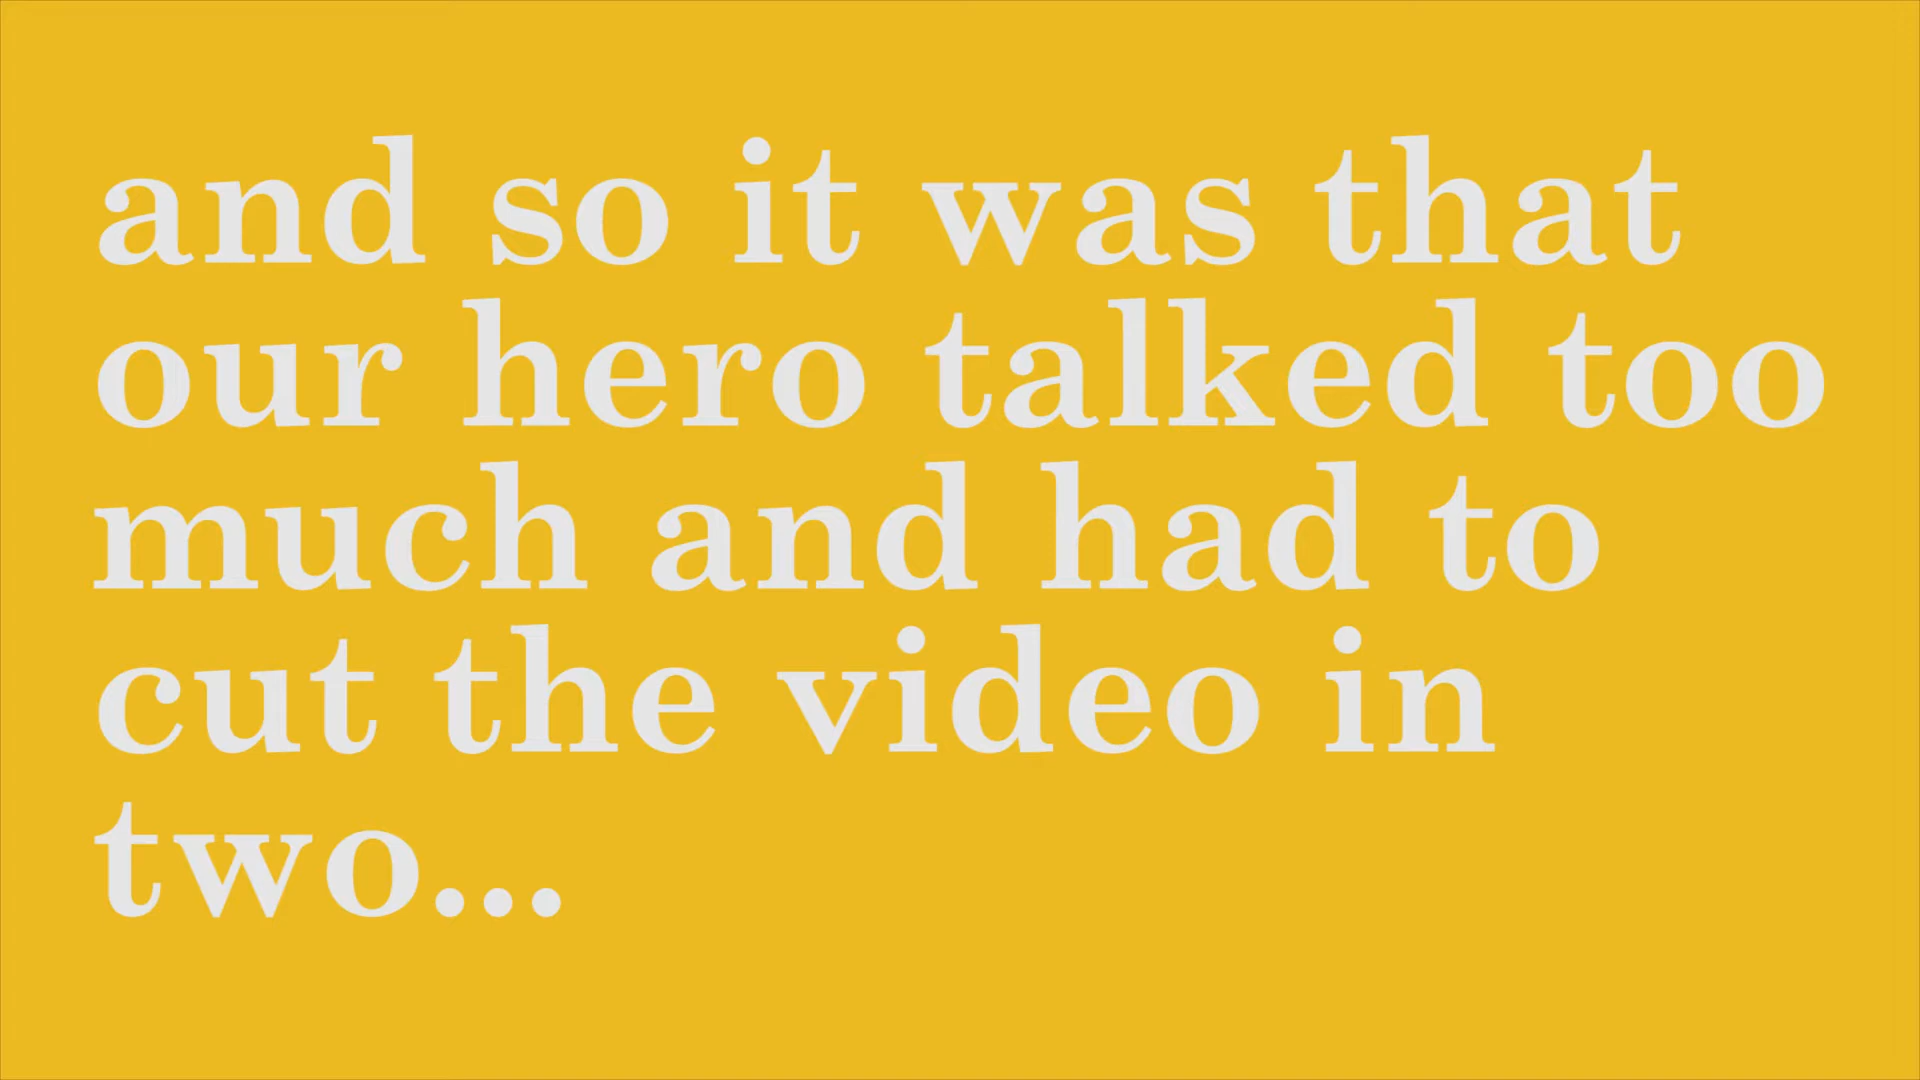 and so it was that
our hero talked too
much and had to
cut the video in
two...